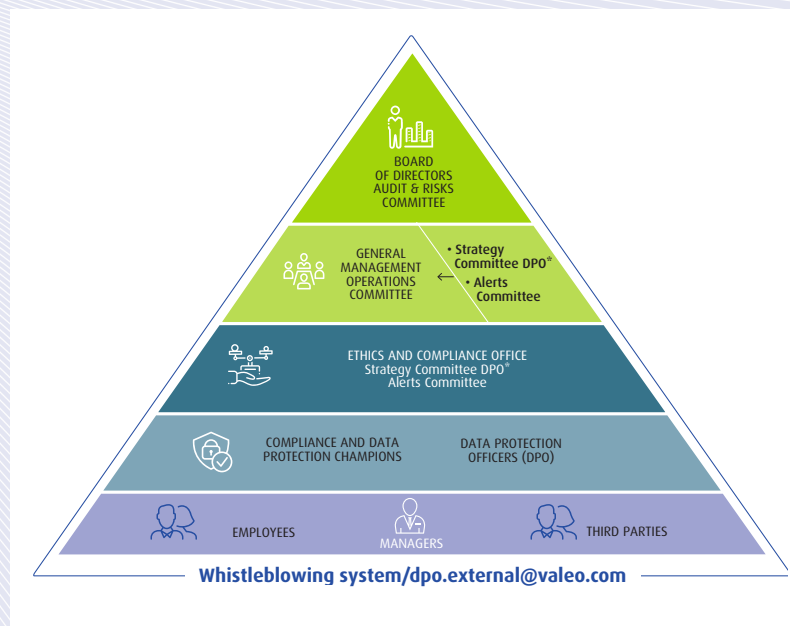 BOARD
OF DIRECTORS
AUDIT & RISKS
COMMITTEE
GENERAL
MANAGEMENT
OPERATIONS
COMMITTEE
• Strategy
Committee DPO*
• Alerts
Committee
ETHICS AND COMPLIANCE OFFICE
Strategy Committee DPO*
Alerts Committee
COMPLIANCE AND DATA
PROTECTION CHAMPIONS
DATA PROTECTION
OFFICERS (DPO)
EMPLOYEES
MANAGERS
THIRD PARTIES
Whistleblowing system/dpo.external@valeo.com